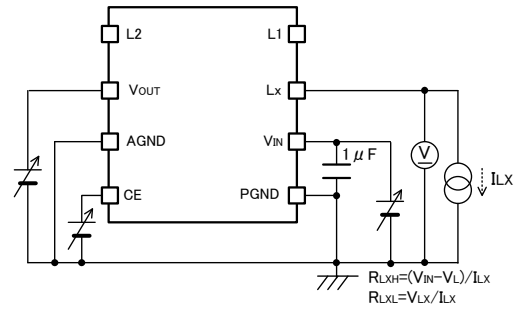 L2
L1
VOUT
LX
AGND
VIN
1μF
V
CE
PGND
ILX
RLXH=(VIN-VL)/ILX
RLXL=VLX/ILX